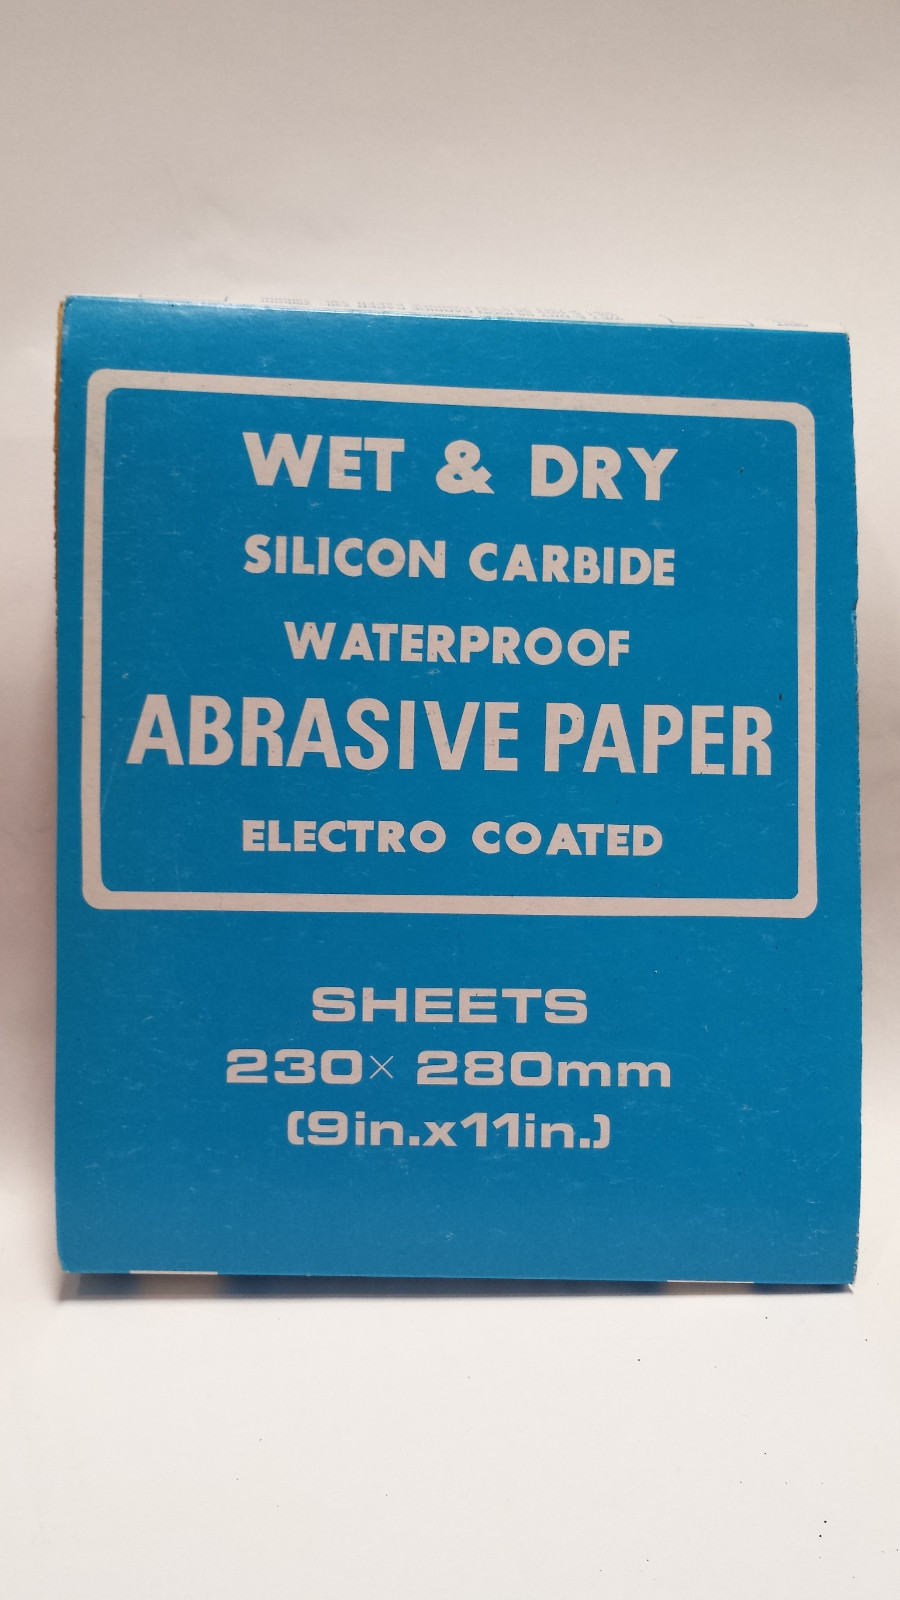 WET & DRY
SILICON CARBIDE
WATERPROOF
ABRASIVE PAPER
ELECTRO COATED
SHEETS
230× 280mm
(9in.x11in.)